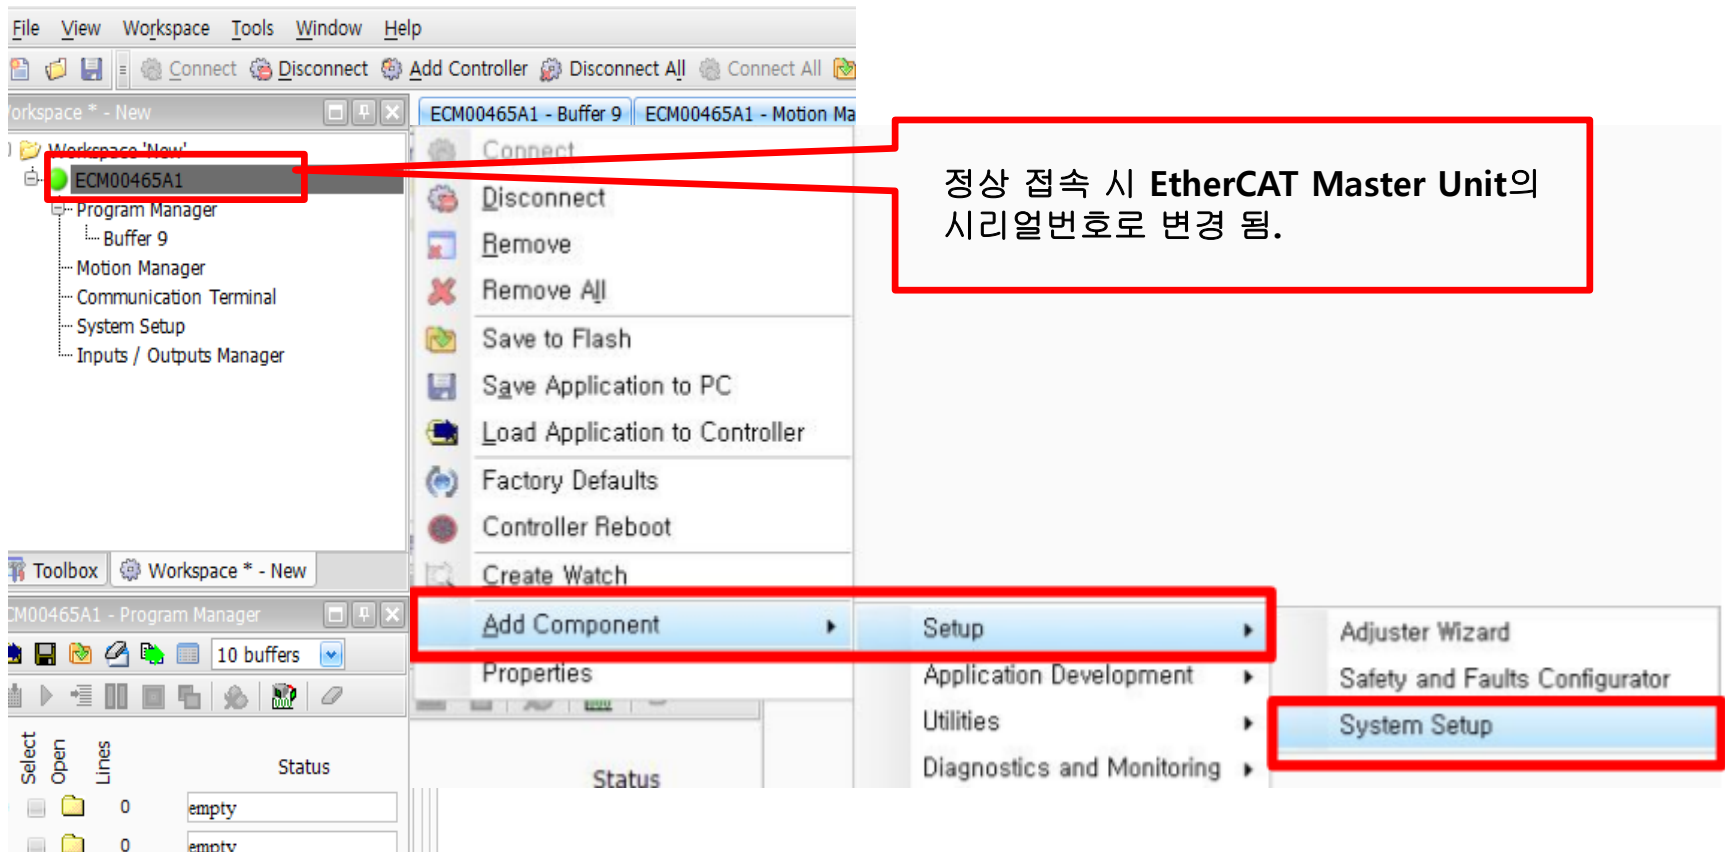 File View Workspace Tools Window Help
Connect Disconnect Add Controller Disconnect All Connect All
Workspace * - New
ECM00465A1 - Buffer 9 ECM00465A1 - Motion Ma
Workspace 'New'
ECM00465A1
Program Manager
Buffer 9
Motion Manager
Communication Terminal
System Setup
Inputs / Outputs Manager
Toolbox Workspace * - New
CM00465A1 - Program Manager
10 buffers
Select Open Lines Status
0 empty
0 empty
Connect
Disconnect
Remove
Remove All
Save to Flash
Save Application to PC
Load Application to Controller
Factory Defaults
Controller Reboot
Create Watch
Add Component
Properties
Status
정상 접속 시 EtherCAT Master Unit의
시리얼번호로 변경 됨.
Setup
Application Development
Utilities
Diagnostics and Monitoring
Adjuster Wizard
Safety and Faults Configurator
System Setup